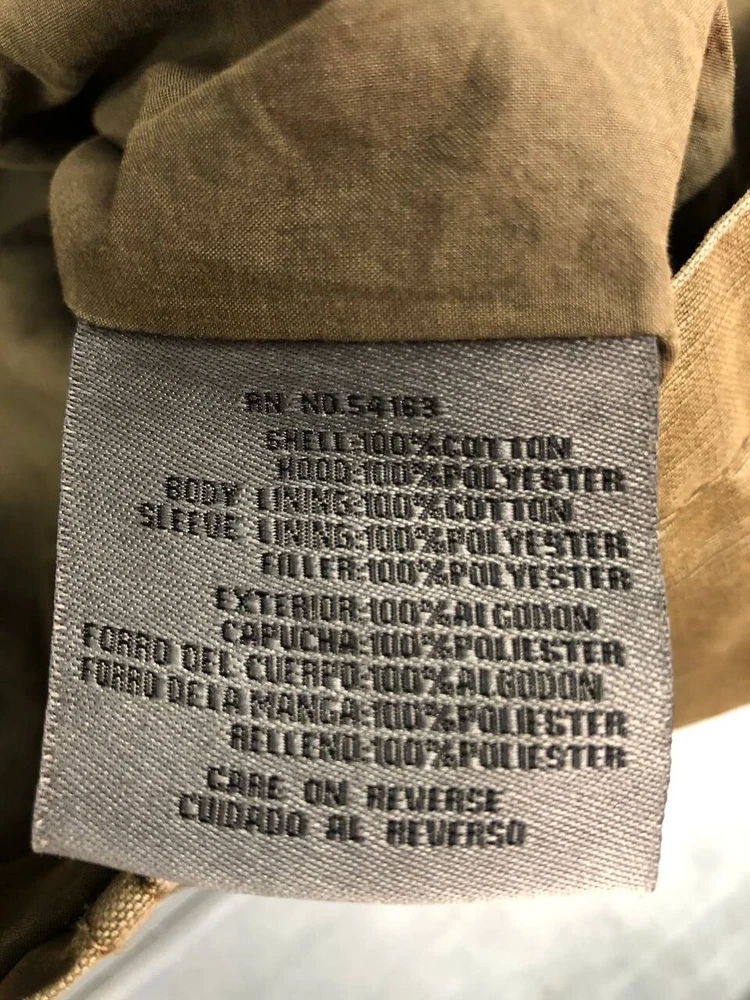 RN NO.54163
SHELL:100%COTTON
HOOD:100%POLYESTER
BODY LINING:100%COTTON
SLEEVE LINING:100%POLYESTER
FILLER:100%POLYESTER
EXTERIOR:100%ALGODON
CAPUCHA:100%POLIESTER
FORRO DEL CUERPO:100%ALGODON
FORRO DE LA MANGA:100%POLIESTER
RELLENO:100%POLIESTER
CARE ON REVERSE
CUIDADO AL REVERSO